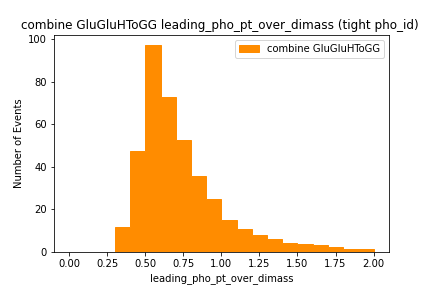 combine GluGluHToGG leading_pho_pt_over_dimass (tight pho_id)
combine GluGluHToGG
Number of Events
100
80
60
40
20
0
0.00 0.25 0.50 0.75 1.00 1.25 1.50 1.75 2.00
leading_pho_pt_over_dimass